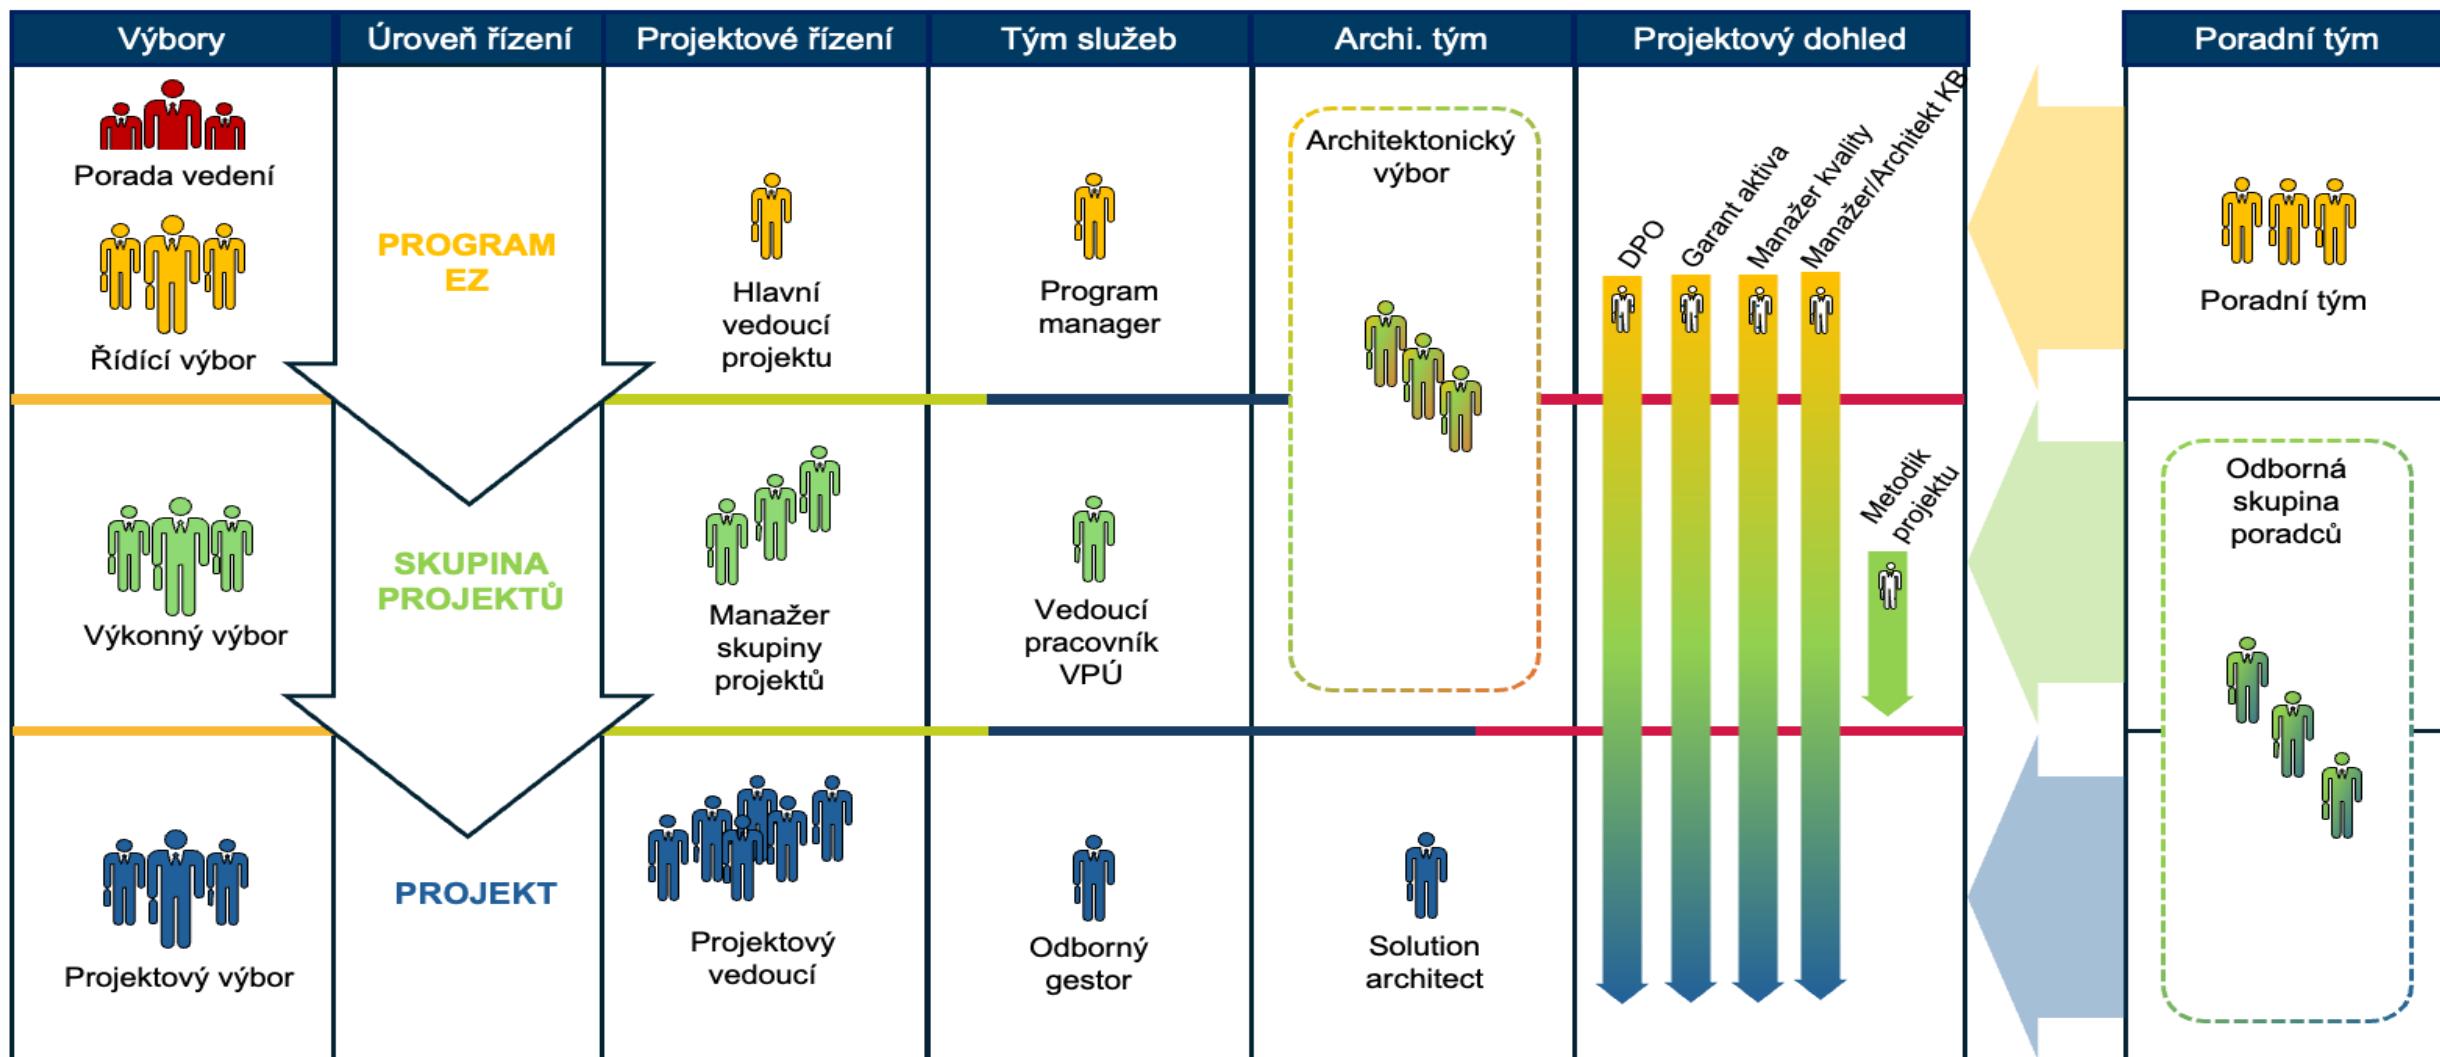 Výbory
Úroveň řízení
Projektové řízení
Tým služeb
Archi. tým
Projektový dohled
Poradní tým
Porada vedení
Řídící výbor
PROGRAM
EZ
Hlavní
vedoucí
projektu
Program
manager
Architektonický
výbor
DPO
Garant aktiva
Manažer kvality
Manažer/Architekt KB
Poradní tým
Výkonný výbor
SKUPINA
PROJEKTŮ
Manažer
skupiny
projektů
Vedoucí
pracovník
VPÚ
Metodik
projektu
Odborná
skupina
poradců
Projektový výbor
PROJEKT
Projektový
vedoucí
Odborný
gestor
Solution
architect